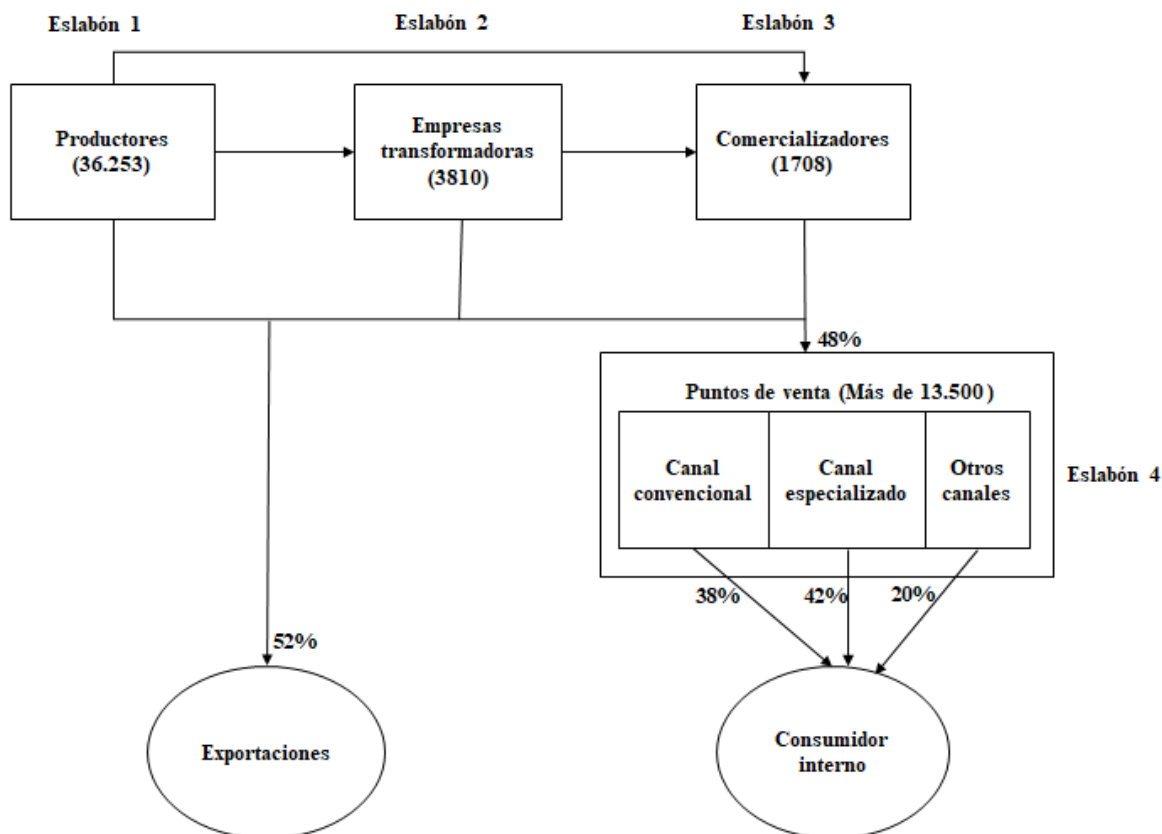 Eslabón 1
Eslabón 2
Eslabón 3
Productores
(36.253)
Empresas
transformadoras
(3810)
Comercializadores
(1708)
48%
Puntos de venta (Más de 13.500 )
Canal
convencional
Canal
especializado
Otros
canales
Eslabón 4
38%
42%
20%
52%
Exportaciones
Consumidor
interno